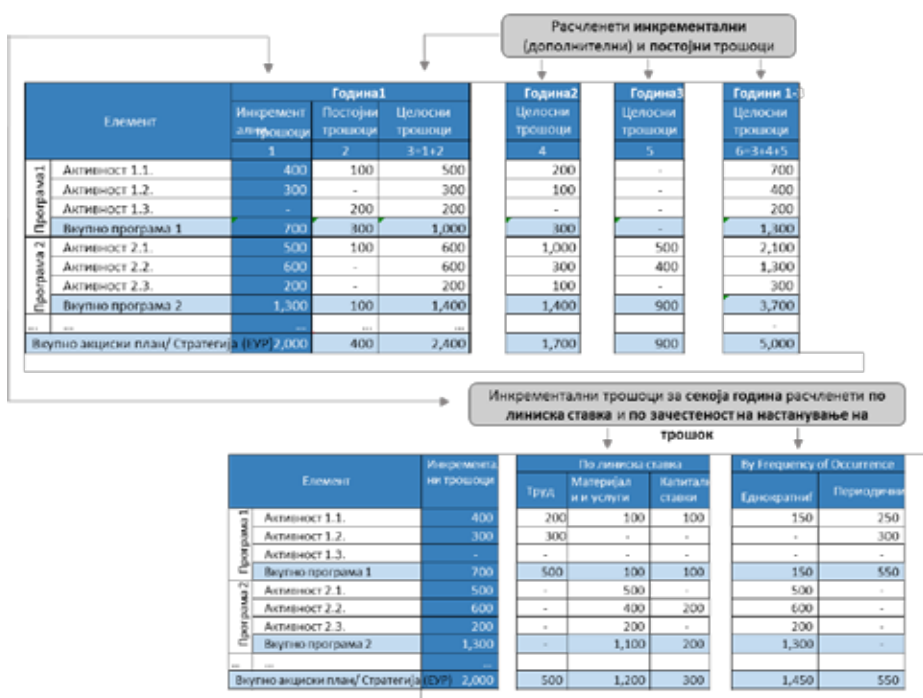 Расчленети инкрементални
(дополнителни) и постојни трошоци
Година1 Година2 Година3 Години 1-3
Елемент Инкремент ални трошоци Постојни трошоци Целосни трошоци Целосни трошоци Целосни трошоци Целосни трошоци
1 2 3=1+2 4 5 6=3+4+5
Програма1
Активност 1.1. 400 100 500 200 - 700
Активност 1.2. 300 - 300 100 - 400
Активност 1.3. - 200 200 - - 200
Вкупно програма 1 700 300 1,000 300 - 1,300
Програма 2
Активност 2.1. 500 100 600 1,000 500 2,100
Активност 2.2. 600 - 600 300 400 1,300
Активност 2.3. 200 - 200 100 - 300
Вкупно програма 2 1,300 100 1,400 1,400 900 3,700
... ... ... ... ... -
Вкупно акциски план/ Стратегија (ЕУР) 2,000 400 2,400 1,700 900 5,000
Инкрементални трошоци за секоја година расчленети по
линиска ставка и по зачестеност на настанување на
трошок
Елемент Инкремента ни трошоци По линиска ставка By Frequency of Occurrence
Труд Материјал и и услуги Капитали ставки Еднократни Периодични
Програма 1
Активност 1.1. 400 200 100 100 150 250
Активност 1.2. 300 300 - - - 300
Активност 1.3. - - - - - -
Вкупно програма 1 700 500 100 100 150 550
Програма 2
Активност 2.1. 500 - 500 - 500 -
Активност 2.2. 600 - 400 200 600 -
Активност 2.3. 200 - 200 - 200 -
Вкупно програма 2 1,300 - 1,100 200 1,300 -
... ... ...
Вкупно акциски план/ Стратегија (ЕУР) 2,000 500 1,200 300 1,450 550